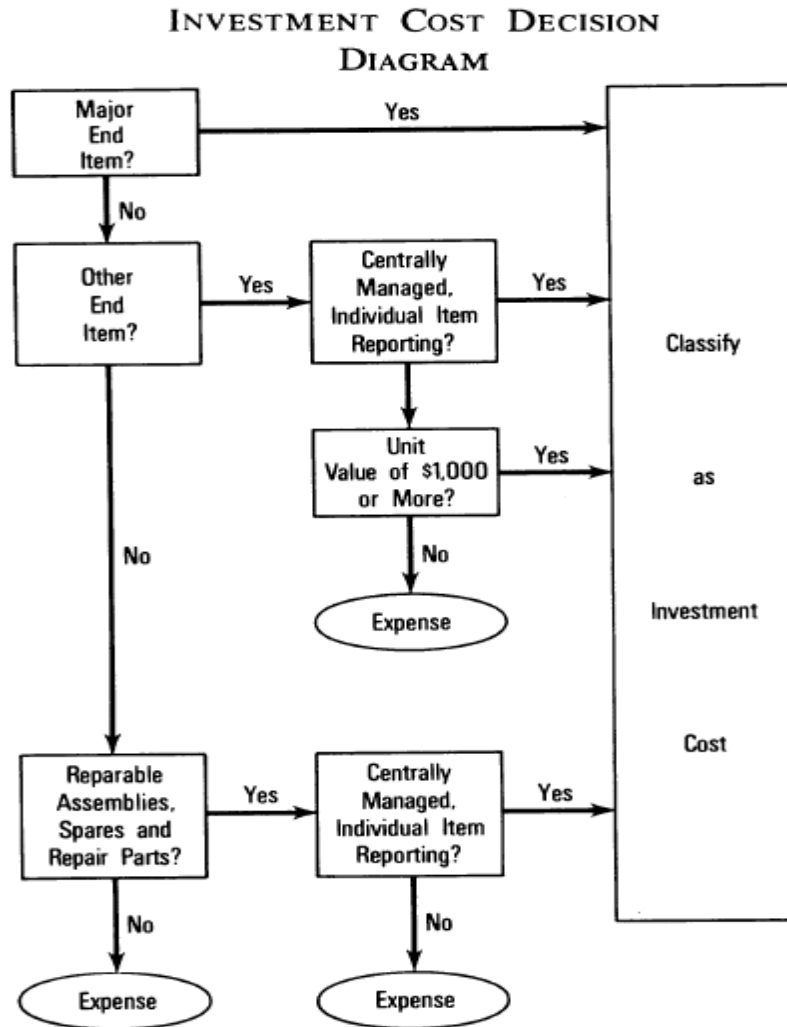 INVESTMENT COST DECISION
DIAGRAM
Major
End
Item?
Yes
No
Other
End
Item?
Yes
Centrally
Managed,
Individual Item
Reporting?
Yes
Unit
Value of $1,000
or More?
Yes
No
Expense
No
Reparable
Assemblies,
Spares and
Repair Parts?
Yes
Centrally
Managed,
Individual Item
Reporting?
Yes
No
Expense
No
Expense
Classify
as
Investment
Cost